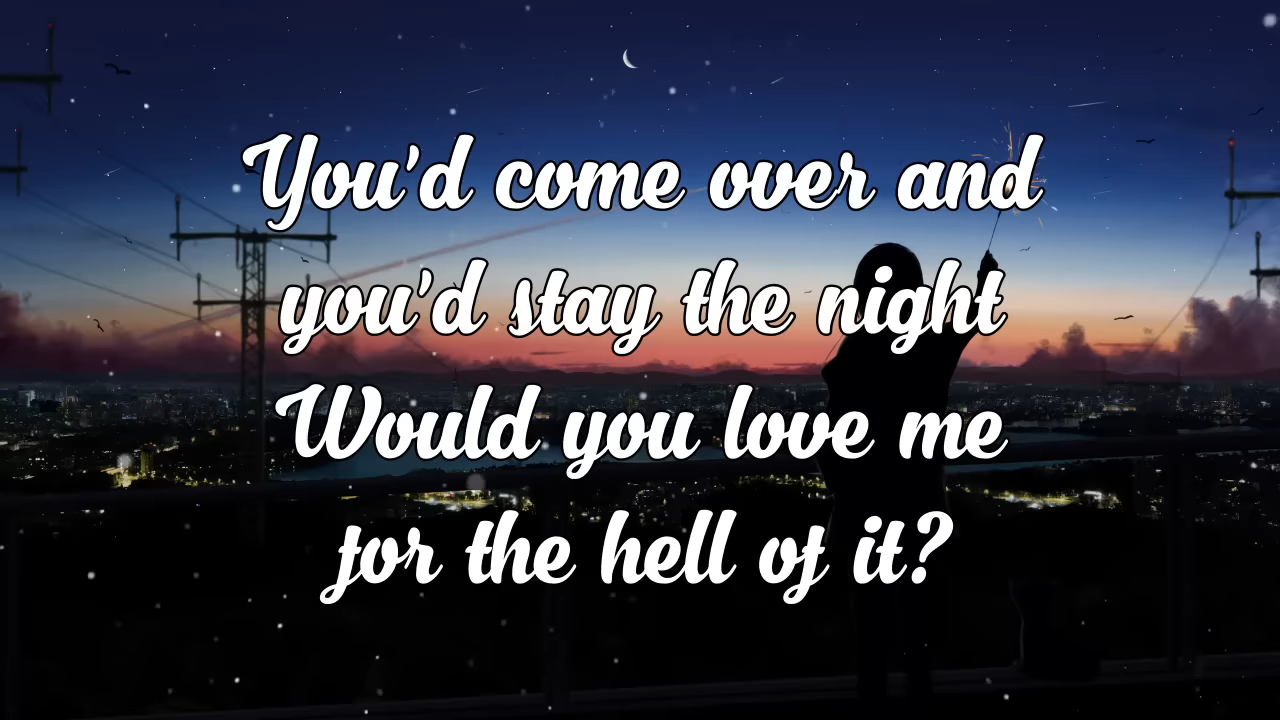 You'd come over and
you'd stay the night
Would you love me
for the hell of it?